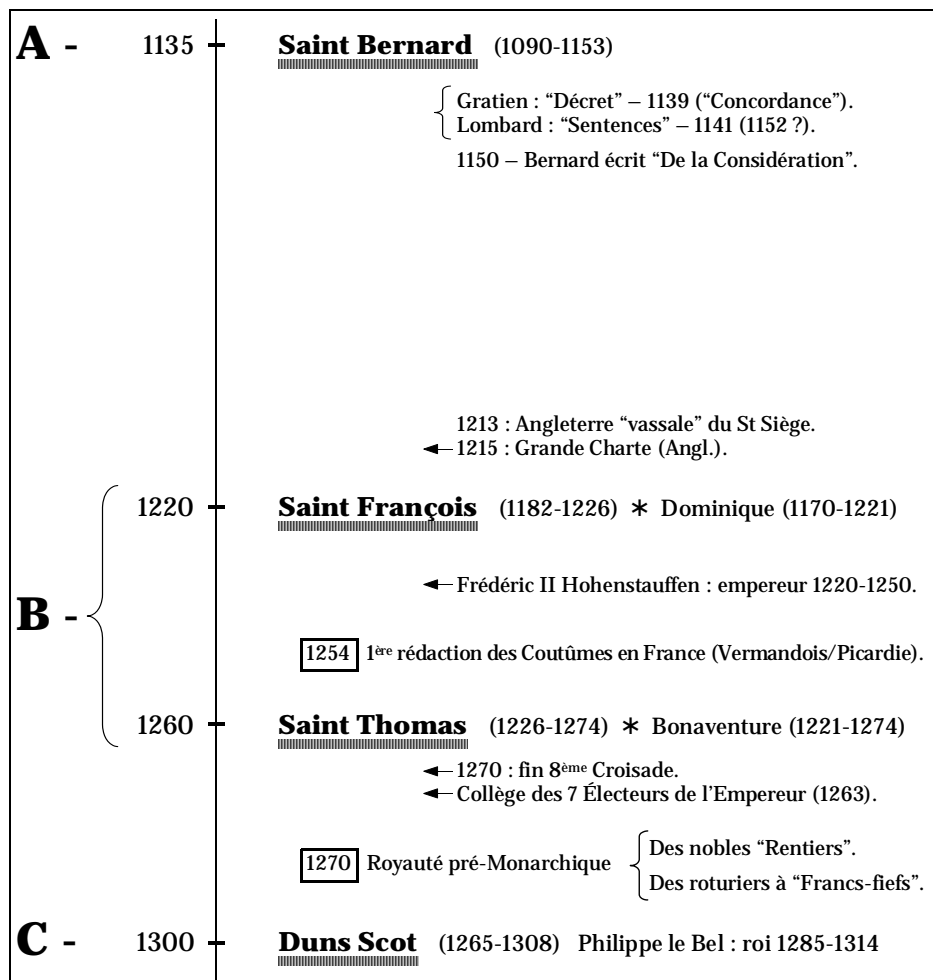 A - 1135 Saint Bernard (1090-1153)
Gratien : “Décret” – 1139 (“Concordance”).
Lombard : “Sentences” – 1141 (1152 ?).
1150 – Bernard écrit “De la Considération”.
1213 : Angleterre “vassale” du St Siège.
1215 : Grande Charte (Angl.).
1220 Saint François (1182-1226) * Dominique (1170-1221)
Frédéric II Hohenstauffen : empereur 1220-1250.
B -
1254 1ère rédaction des Coutûmes en France (Vermandois/Picardie).
1260 Saint Thomas (1226-1274) * Bonaventure (1221-1274)
1270 : fin 8ème Croisade.
Collège des 7 Électeurs de l’Empereur (1263).
1270 Royauté pré-Monarchique
Des nobles “Rentiers”.
Des roturiers à “Francs-fiefs”.
C - 1300 Duns Scot (1265-1308) Philippe le Bel : roi 1285-1314